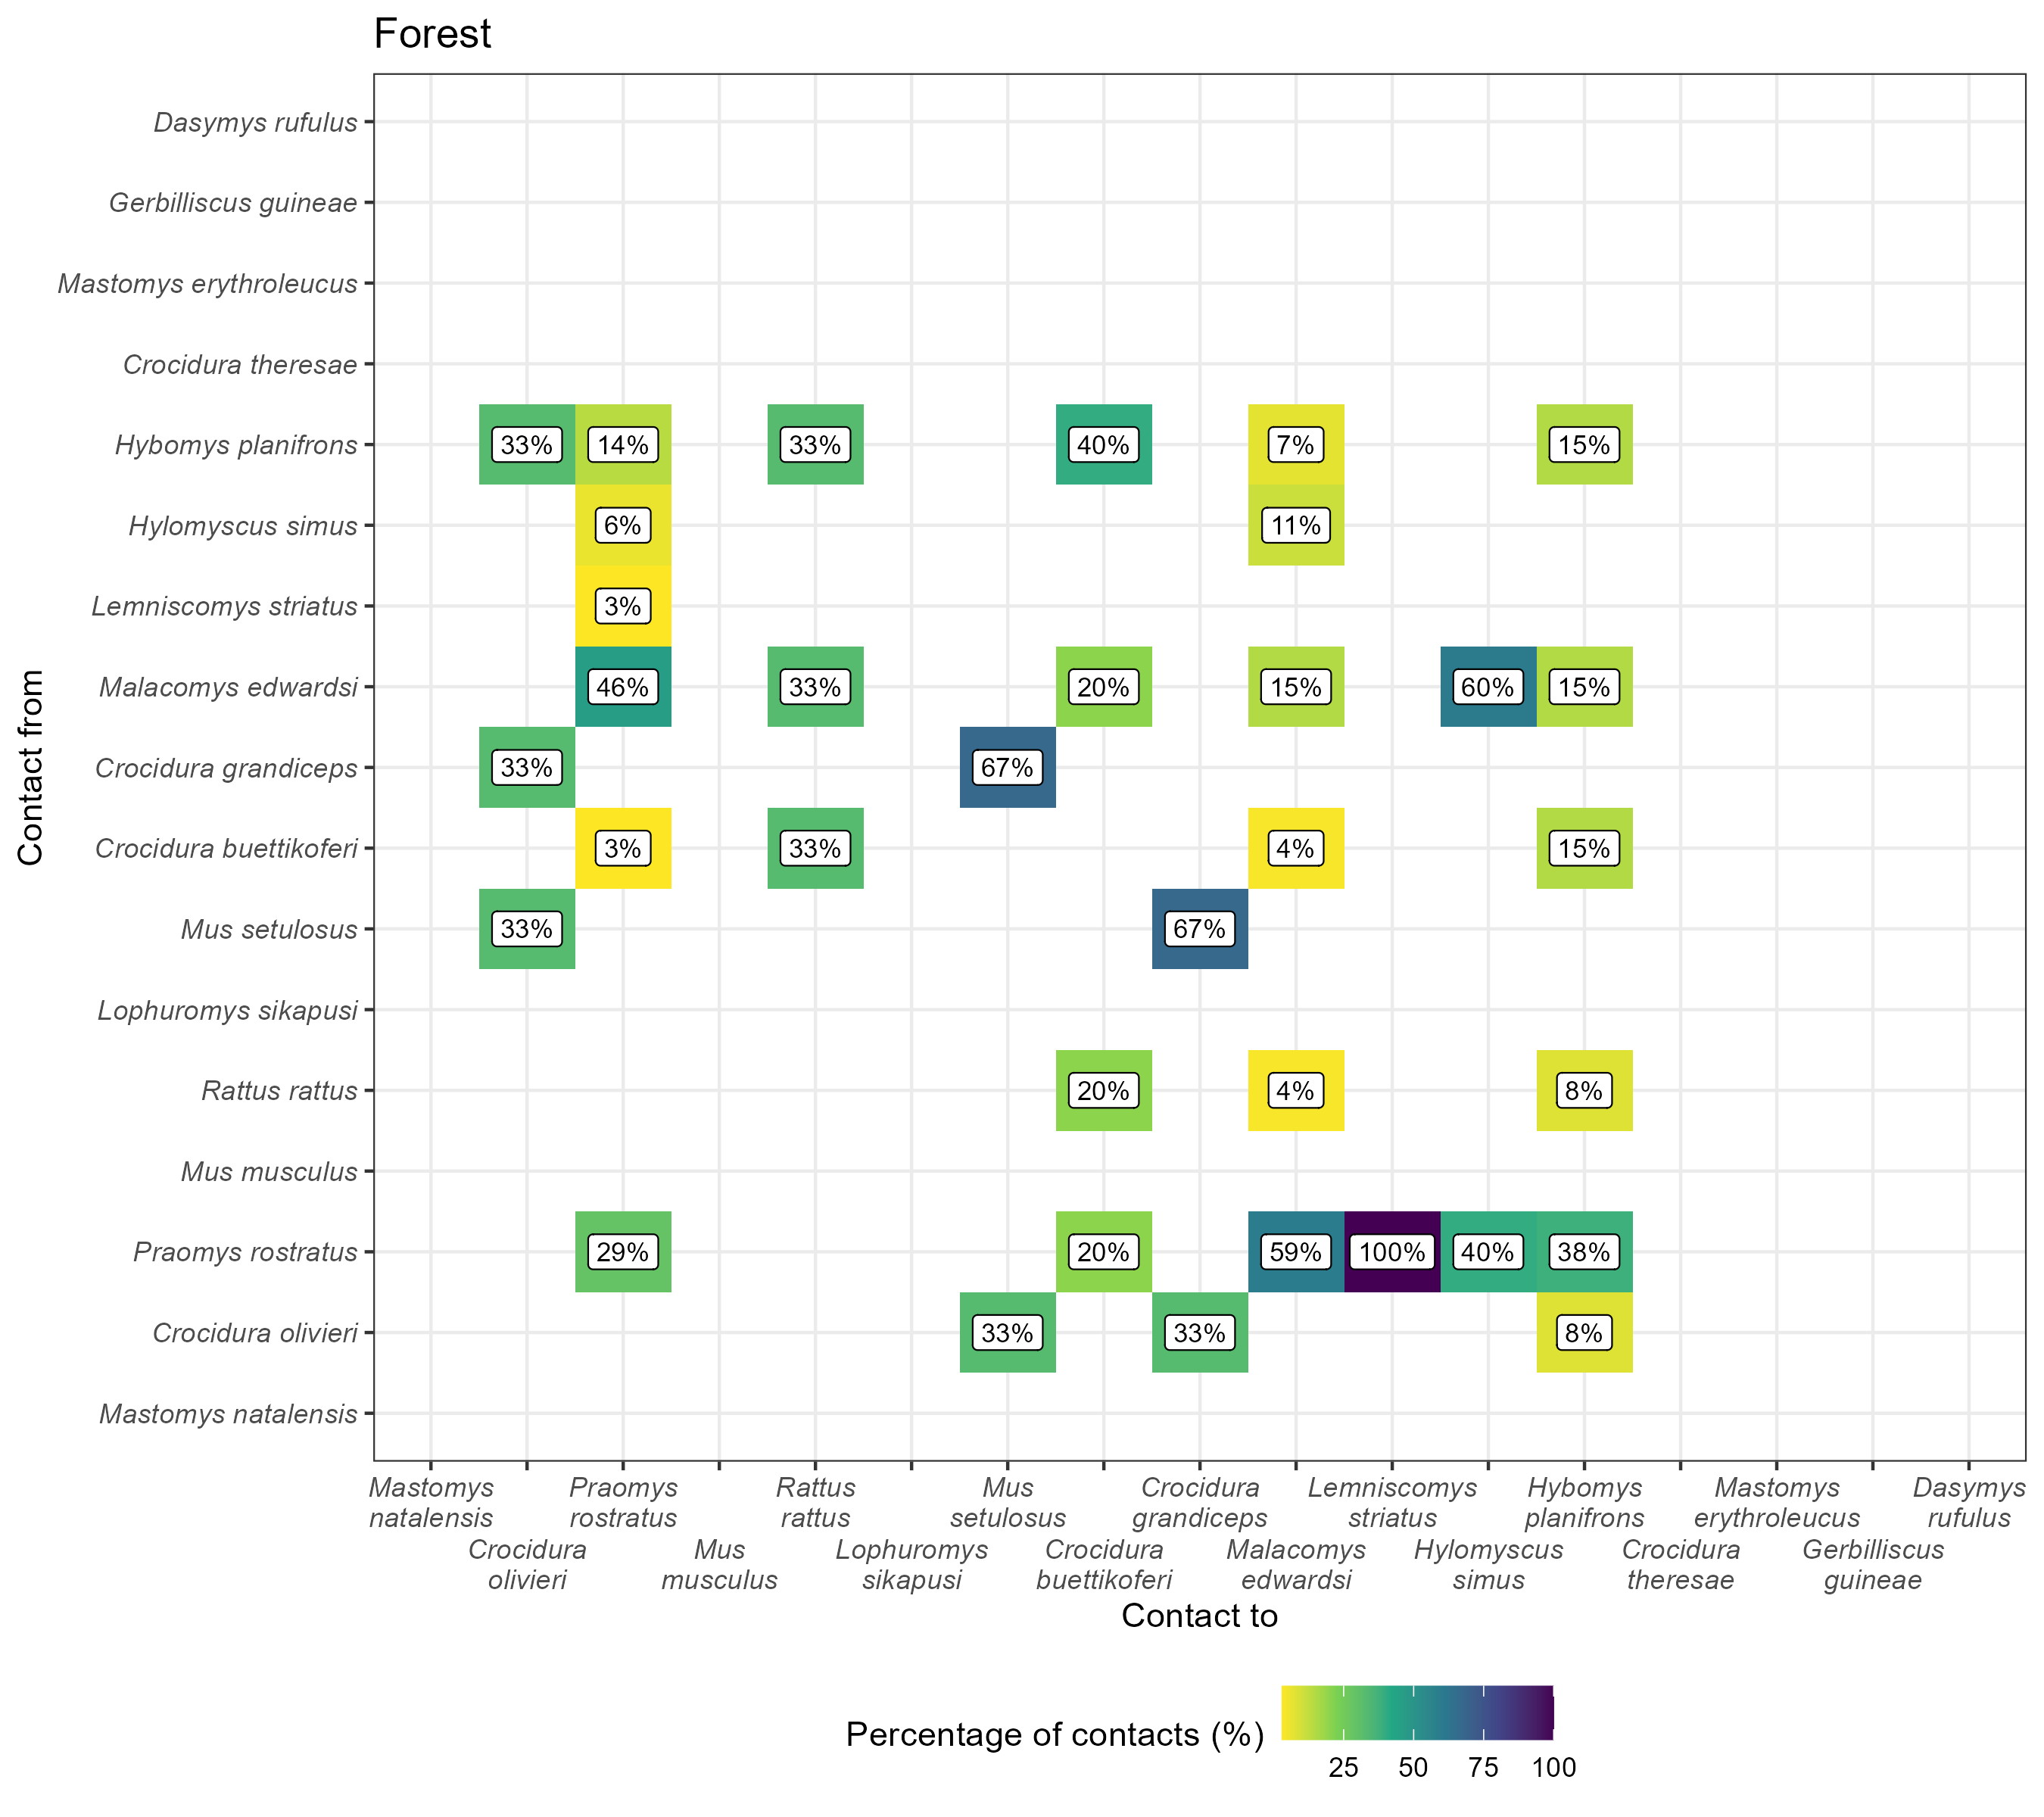 Forest
Contact from
Dasymys rufulus
Gerbilliscus guineae
Mastomys erythroleucus
Crocidura theresae
Hybomys planifrons
33% 14% 33% 40% 7% 15%
Hylomyscus simus
6% 11%
Lemniscomys striatus
3%
Malacomys edwardsi
46% 33% 20% 15% 60% 15%
Crocidura grandiceps
33% 67%
Crocidura buettikoferi
3% 33% 4% 15%
Mus setulosus
33% 67%
Lophuromys sikapusi
Rattus rattus
20% 4% 8%
Mus musculus
Praomys rostratus
29% 20% 59% 100% 40% 38%
Crocidura olivieri
33% 33% 8%
Mastomys natalensis
Mastomys Praomys Rattus Mus Crocidura Lemniscomys Hybomys Mastomys Dasymys
natalensis rostratus rattus setulosus grandiceps striatus planifrons erythroleucus rufulus
Crocidura Mus Lophuromys Crocidura Malacomys Hylomyscus Crocidura Gerbilliscus
olivieri musculus sikapusi buettikoferi edwardsi simus theresae guineae
Contact to
Percentage of contacts (%)
25 50 75 100